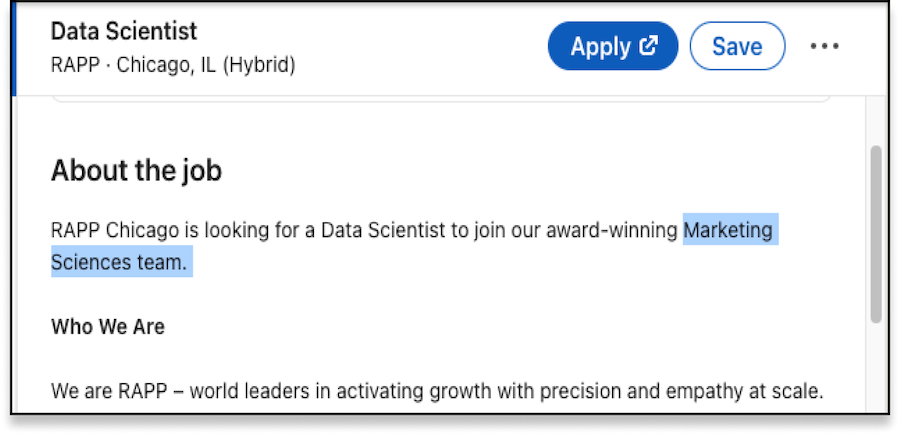 Data Scientist
RAPP · Chicago, IL (Hybrid)
Apply
Save
About the job
RAPP Chicago is looking for a Data Scientist to join our award-winning Marketing
Sciences team.
Who We Are
We are RAPP – world leaders in activating growth with precision and empathy at scale.